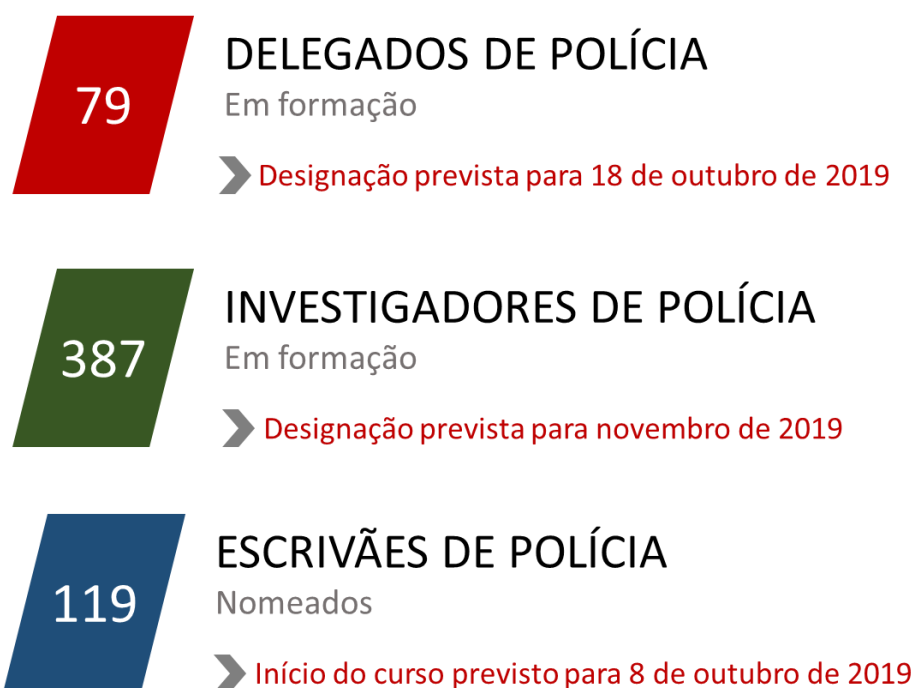 79
DELEGADOS DE POLÍCIA
Em formação
Designação prevista para 18 de outubro de 2019
387
INVESTIGADORES DE POLÍCIA
Em formação
Designação prevista para novembro de 2019
119
ESCRIVÃES DE POLÍCIA
Nomeados
Início do curso previsto para 8 de outubro de 2019